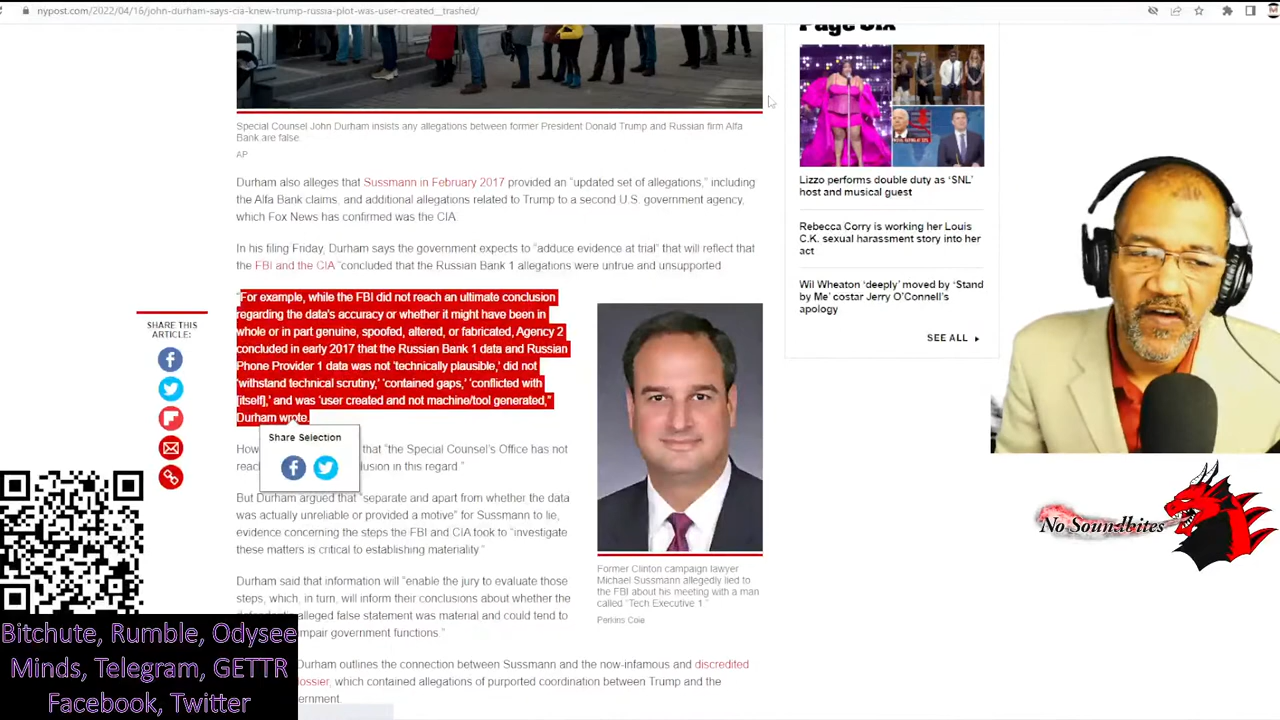 nypost.com/2022/04/16/john-durham-says-cia-knew-trump-russia-plot-was-user-created__trashed/
Page Six
Special Counsel John Durham insists any allegations between former President Donald Trump and Russian firm Alfa
Bank are false.
AP
Durham also alleges that Sussmann in February 2017 provided an “updated set of allegations,” including
the Alfa Bank claims, and additional allegations related to Trump to a second U.S. government agency,
which Fox News has confirmed was the CIA.
In his filing Friday, Durham says the government expects to “adduce evidence at trial” that will reflect that
the FBI and the CIA “concluded that the Russian Bank 1 allegations were untrue and unsupported
“For example, while the FBI did not reach an ultimate conclusion
regarding the data’s accuracy or whether it might have been in
whole or in part genuine, spoofed, altered, or fabricated, Agency 2
concluded in early 2017 that the Russian Bank 1 data and Russian
Phone Provider 1 data was not ‘technically plausible,’ did not
‘withstand technical scrutiny,’ ‘contained gaps,’ ‘conflicted with
[itself],’ and was ‘user created and not machine/tool generated,”
Durham wrote.
Share Selection
How
that “the Special Counsel’s Office has not
reac
lusion in this regard.”
But Durham argued that “separate and apart from whether the data
was actually unreliable or provided a motive” for Sussmann to lie,
evidence concerning the steps the FBI and CIA took to “investigate
these matters is critical to establishing materiality.”
Durham said that information will “enable the jury to evaluate those
steps, which, in turn, will inform their conclusions about whether the
alleged false statement was material and could tend to
mpair government functions.”
Durham outlines the connection between Sussmann and the now-infamous and discredited
ossier, which contained allegations of purported coordination between Trump and the
rnment.
SHARE THIS
ARTICLE:
Former Clinton campaign lawyer
Michael Sussmann allegedly lied to
the FBI about his meeting with a man
called “Tech Executive 1.”
Perkins Coie
Lizzo performs double duty as ‘SNL’
host and musical guest
Rebecca Corry is working her Louis
C.K. sexual harassment story into her
act
Wil Wheaton ‘deeply’ moved by ‘Stand
by Me’ costar Jerry O’Connell’s
apology
SEE ALL
No Soundbites
Bitchute, Rumble, Odysee
Minds, Telegram, GETTR
Facebook, Twitter